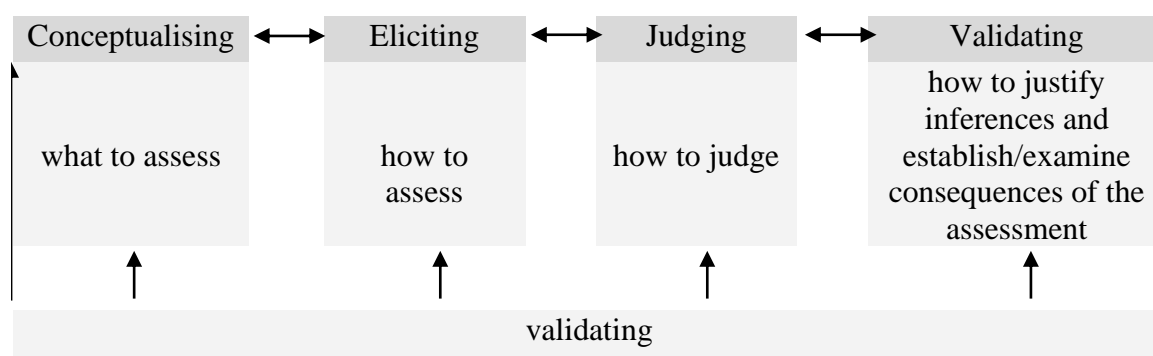 Conceptualising
Eliciting
Judging
Validating
what to assess
how to
assess
how to judge
how to justify
inferences and
establish/examine
consequences of the
assessment
validating